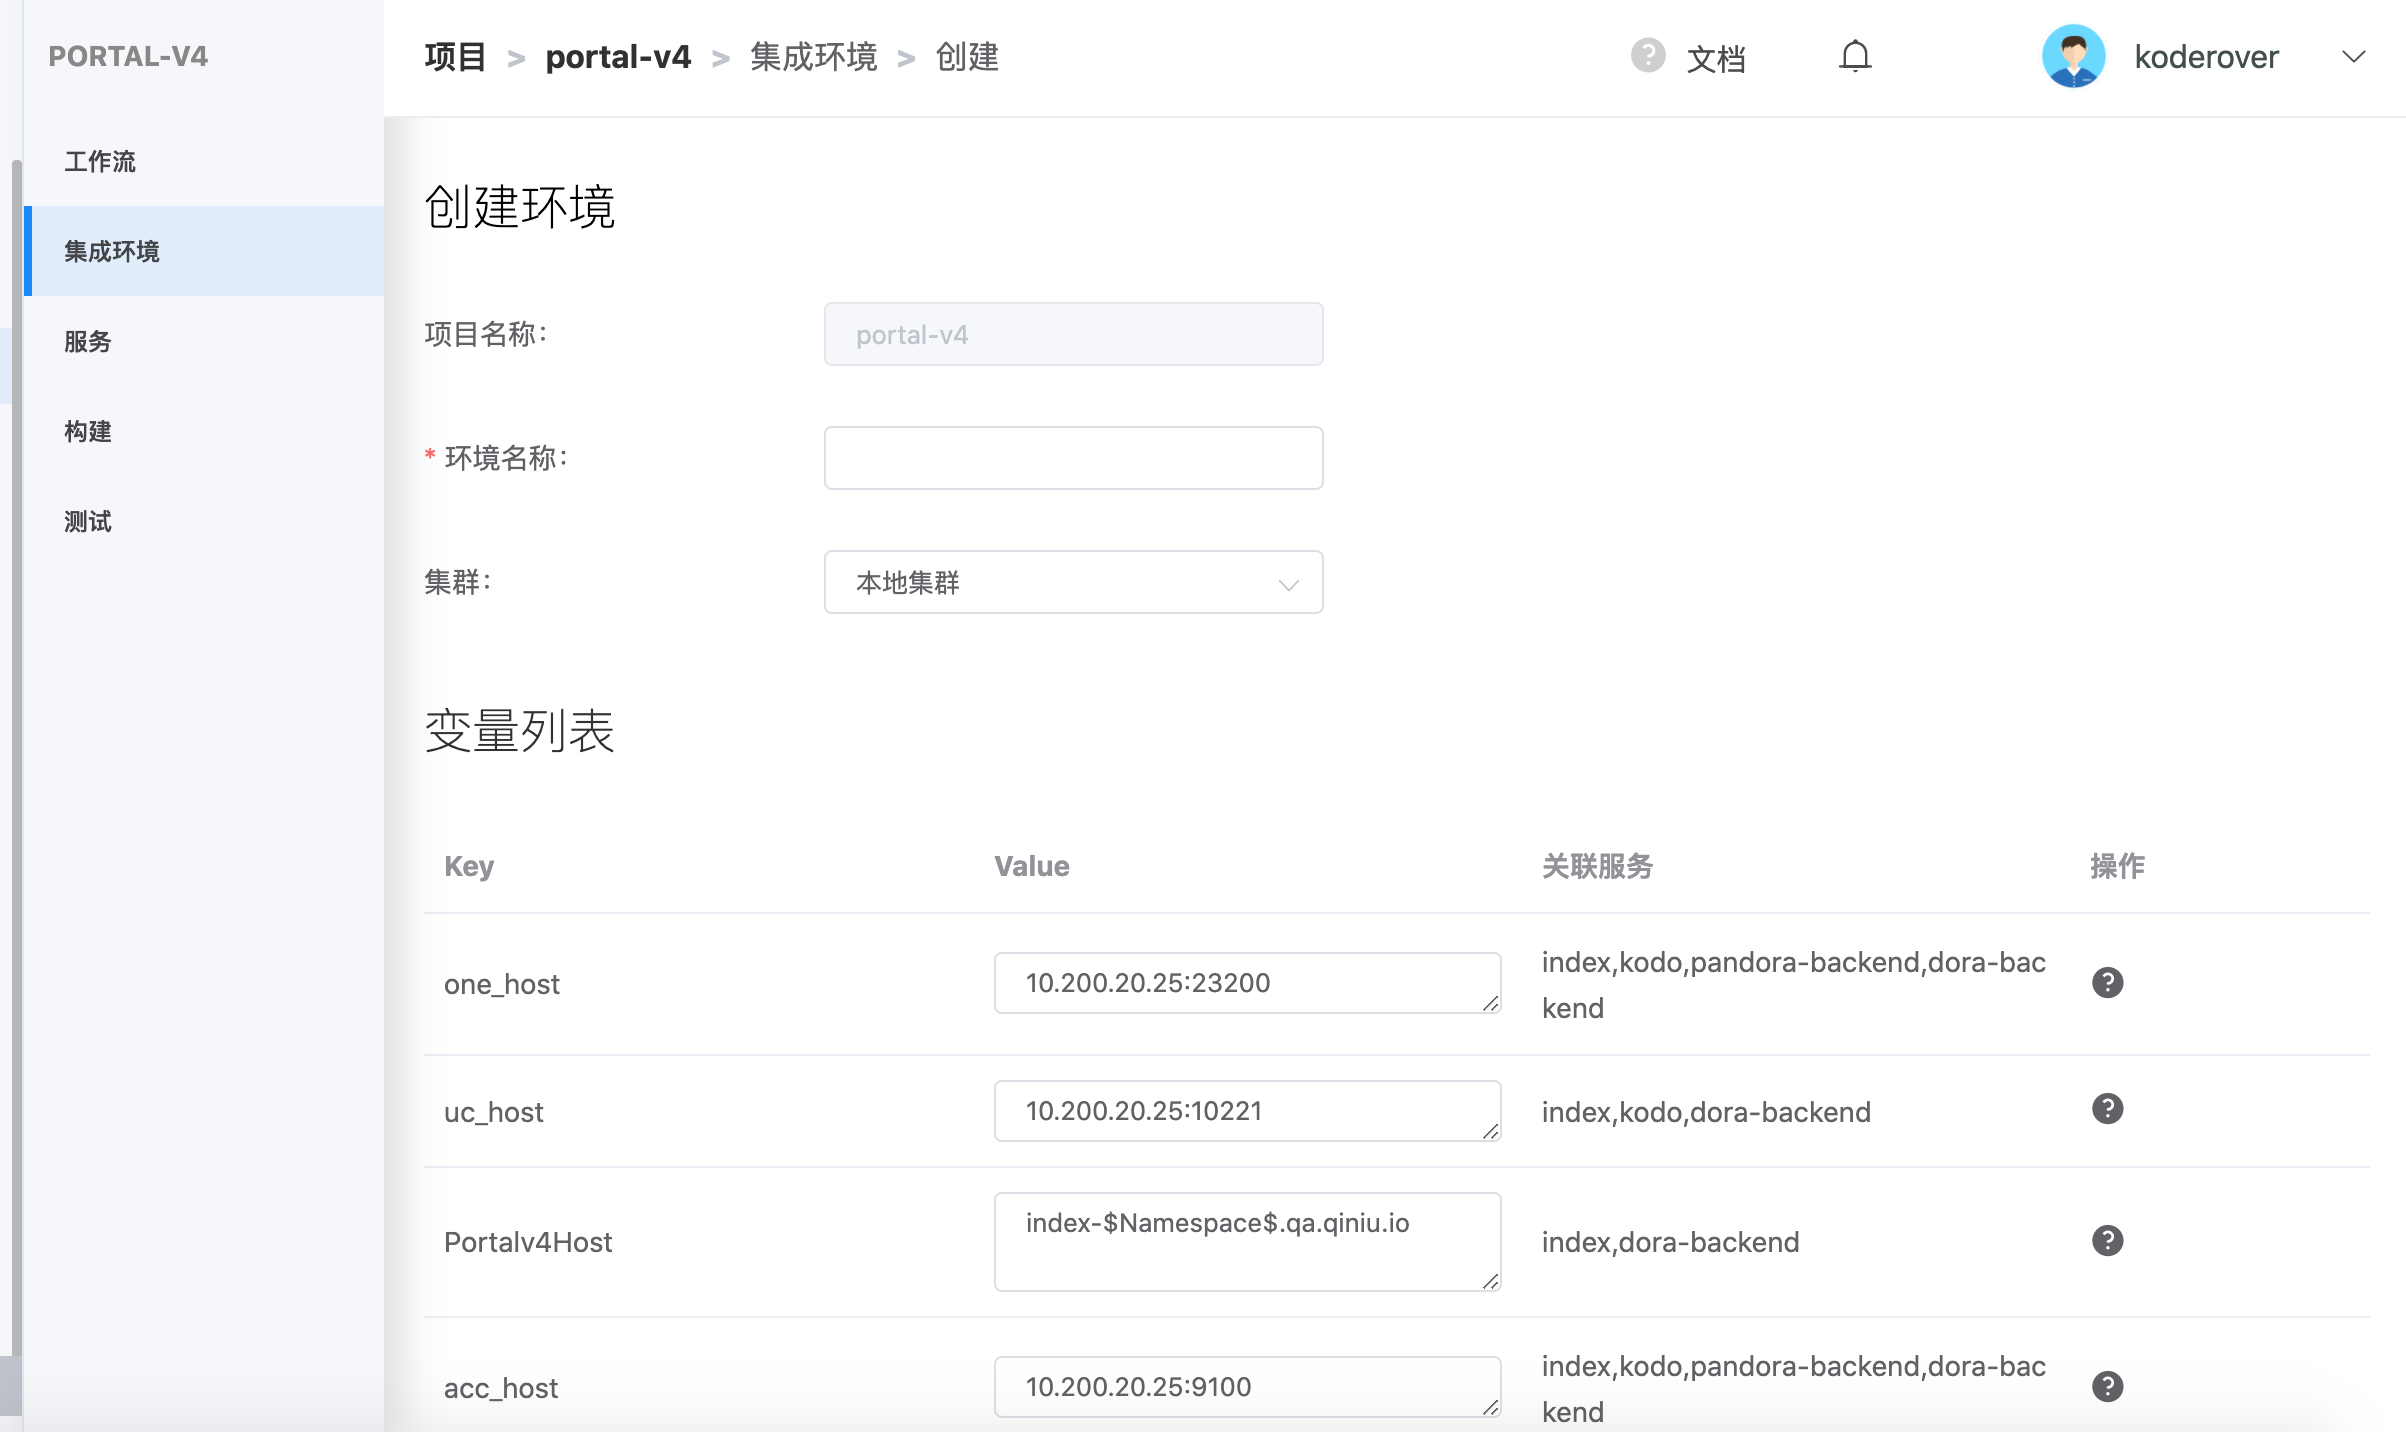 PORTAL-V4
工作流
集成环境
服务
构建
测试
项目 > portal-v4 > 集成环境 > 创建
? 文档
koderover
创建环境
项目名称：
portal-v4
* 环境名称：
集群：
本地集群
变量列表
Key Value 关联服务 操作
one_host 10.200.20.25:23200 index,kodo,pandora-backend,dora-bac
kend
?
uc_host 10.200.20.25:10221 index,kodo,dora-backend ?
Portalv4Host index-$Namespace$.qa.qiniu.io index,dora-backend ?
acc_host 10.200.20.25:9100 index,kodo,pandora-backend,dora-bac
kend
?